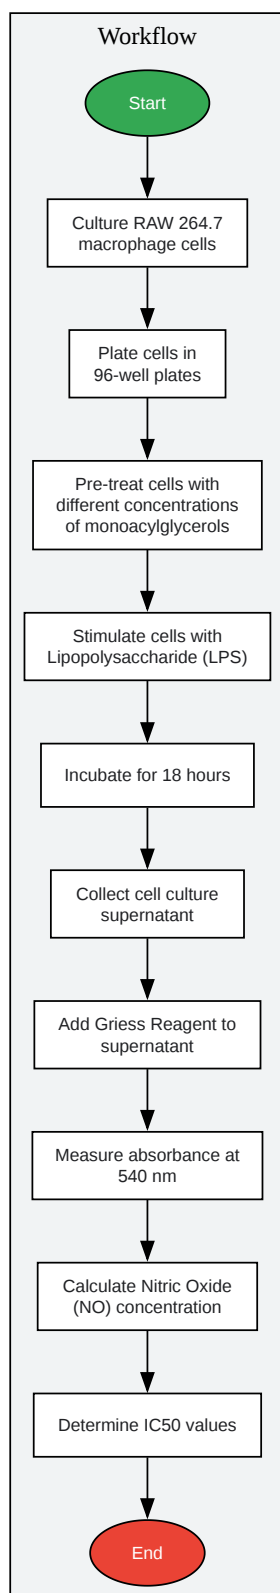 Workflow
Start
Culture RAW 264.7
macrophage cells
Plate cells in
96-well plates
Pre-treat cells with
different concentrations
of monoacylglycerols
Stimulate cells with
Lipopolysaccharide (LPS)
Incubate for 18 hours
Collect cell culture
supernatant
Add Griess Reagent to
supernatant
Measure absorbance at
540 nm
Calculate Nitric Oxide
(NO) concentration
Determine IC50 values
End